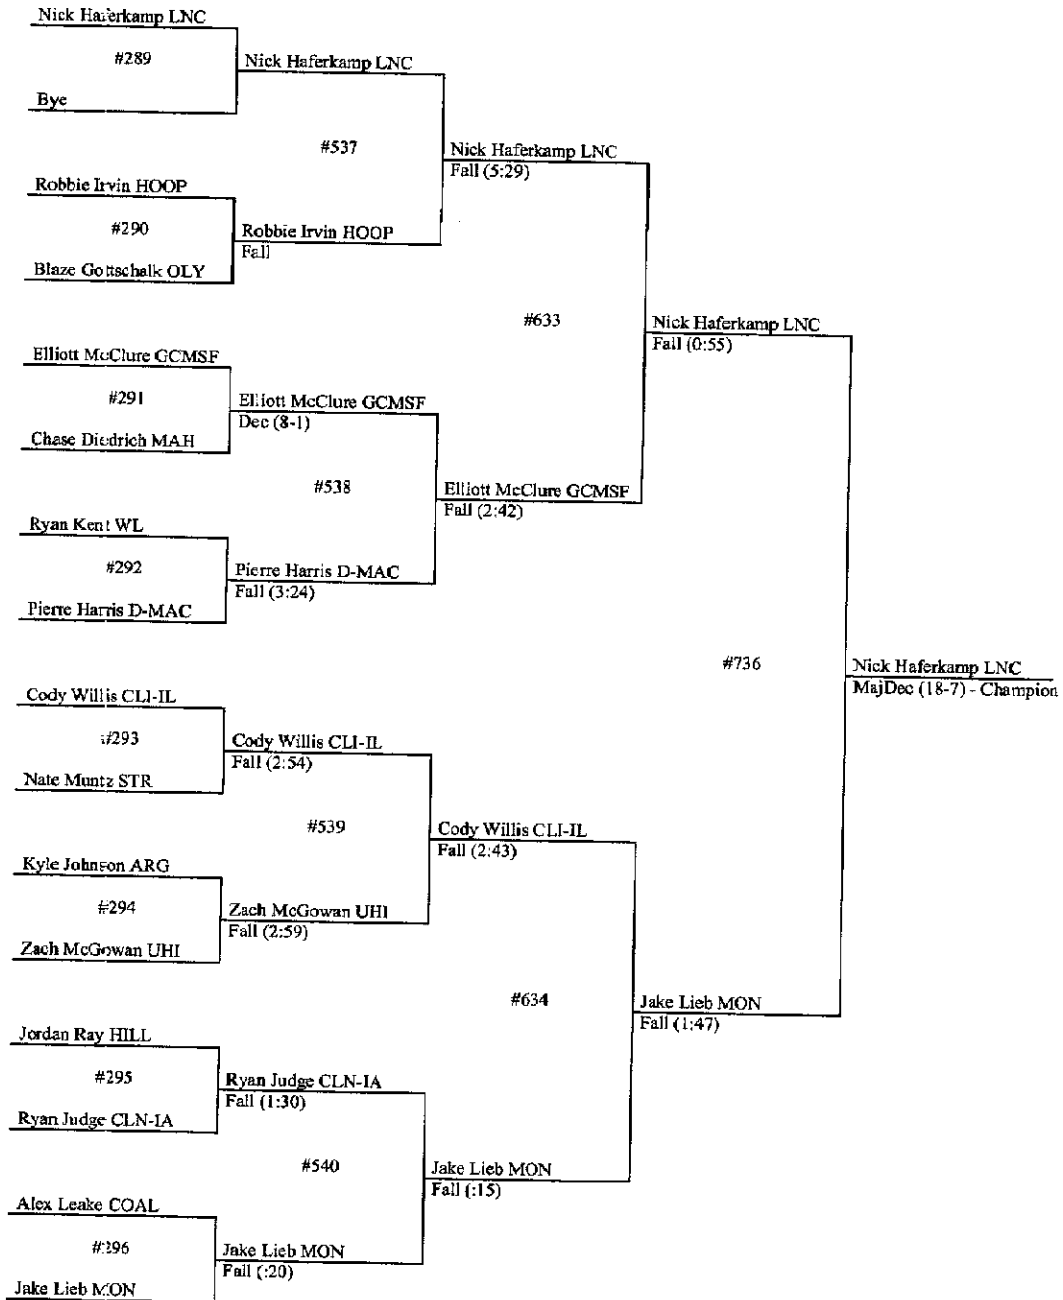 Nick Haferkamp LNC
#289
Nick Haferkamp LNC
Bye
#537
Nick Haferkamp LNC
Fall (5:29)
Robbie Irvin HOOP
#290
Robbie Irvin HOOP
Fall
Blaze Gottschalk OLY
#633
Nick Haferkamp LNC
Fall (0:55)
Elliott McClure GCMSF
#291
Elliott McClure GCMSF
Dec (8-1)
Chase Diedrich MAH
#538
Elliott McClure GCMSF
Fall (2:42)
Ryan Kent WL
#292
Pierre Harris D-MAC
Fall (3:24)
Pierre Harris D-MAC
#736
Nick Haferkamp LNC
MajDec (18-7) - Champion
Cody Willis CLI-IL
#293
Cody Willis CLI-IL
Fall (2:54)
Nate Muntz STR
#539
Cody Willis CLI-IL
Fall (2:43)
Kyle Johnson ARG
#294
Zach McGowan UHI
Fall (2:59)
Zach McGowan UHI
#634
Jake Lieb MON
Fall (1:47)
Jordan Ray HILL
#295
Ryan Judge CLN-IA
Fall (1:30)
Ryan Judge CLN-IA
#540
Jake Lieb MON
Fall (:15)
Alex Leake COAL
#296
Jake Lieb MON
Fall (:20)
Jake Lieb MON